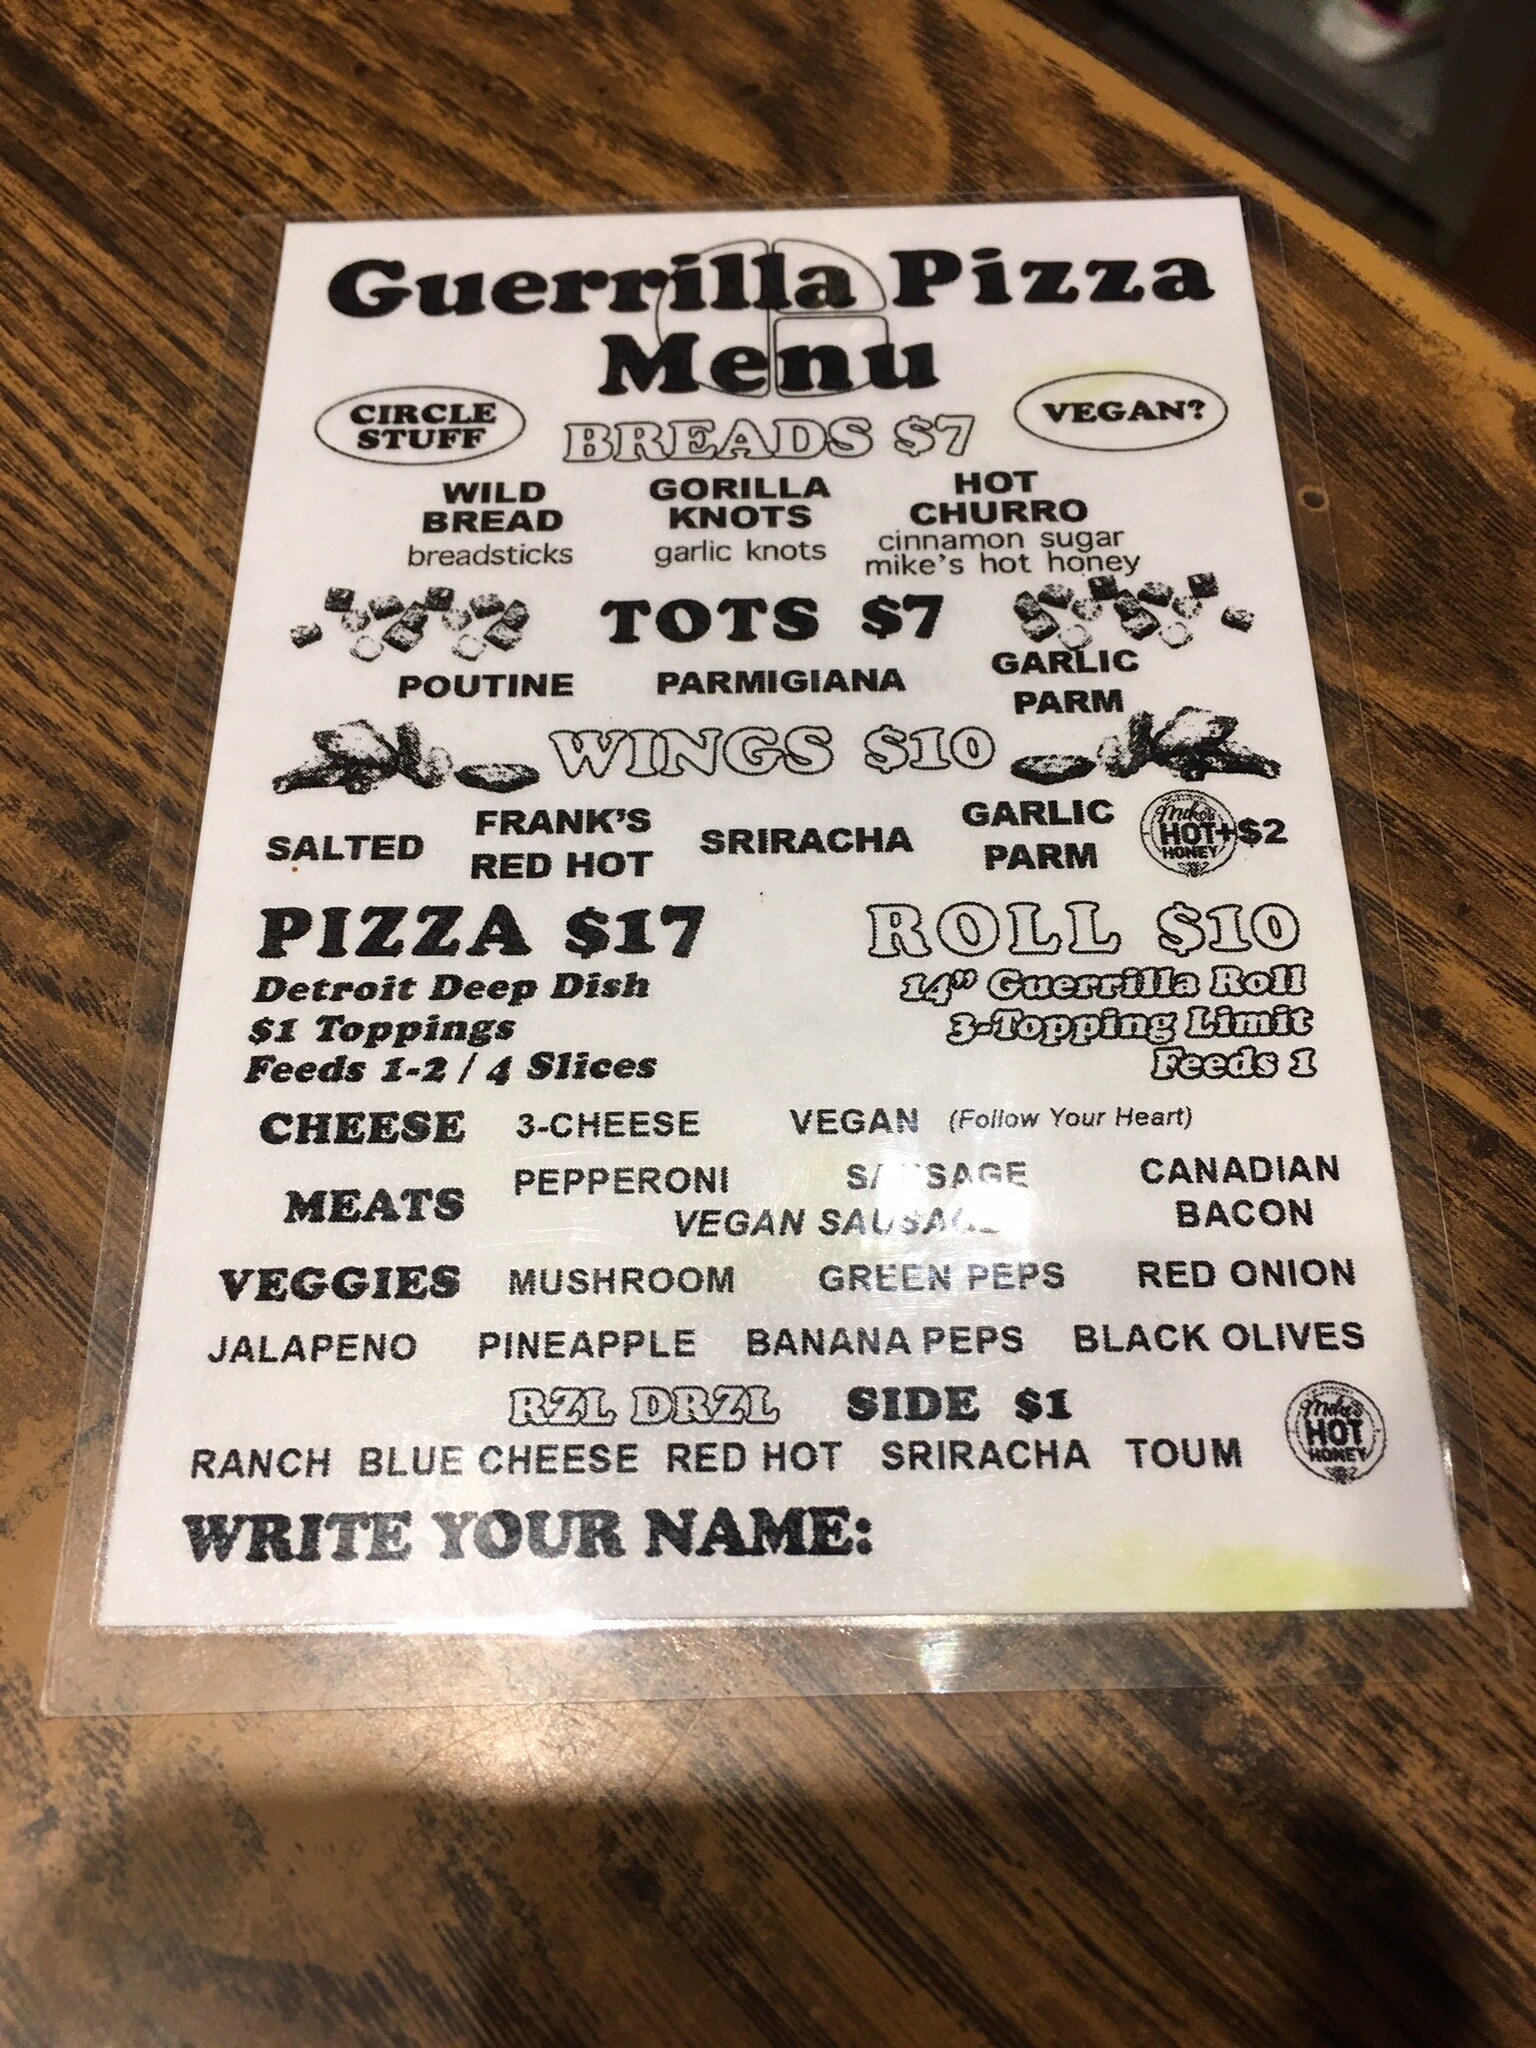 Guerrilla Pizza
Menu
CIRCLE
STUFF
BREADS $7
VEGAN?
WILD
BREAD
breadsticks
GORILLA
KNOTS
garlic knots
HOT
CHURRO
cinnamon sugar
mike's hot honey
TOTS $7
POUTINE
PARMIGIANA
GARLIC
PARM
WINGS $10
SALTED
FRANK'S
RED HOT
SRIRACHA
GARLIC
PARM
Mike's
HOT
HONEY
+$2
PIZZA $17
Detroit Deep Dish
$1 Toppings
Feeds 1-2 / 4 Slices
ROLL $10
14" Guerrilla Roll
3-Topping Limit
Feeds 1
CHEESE 3-CHEESE VEGAN (Follow Your Heart)
MEATS PEPPERONI SAUSAGE CANADIAN
BACON
VEGAN SAUSAGE
VEGGIES MUSHROOM GREEN PEPS RED ONION
JALAPENO PINEAPPLE BANANA PEPS BLACK OLIVES
RZL DRZL SIDE $1
RANCH BLUE CHEESE RED HOT SRIRACHA TOUM
Mike's
HOT
HONEY
WRITE YOUR NAME: